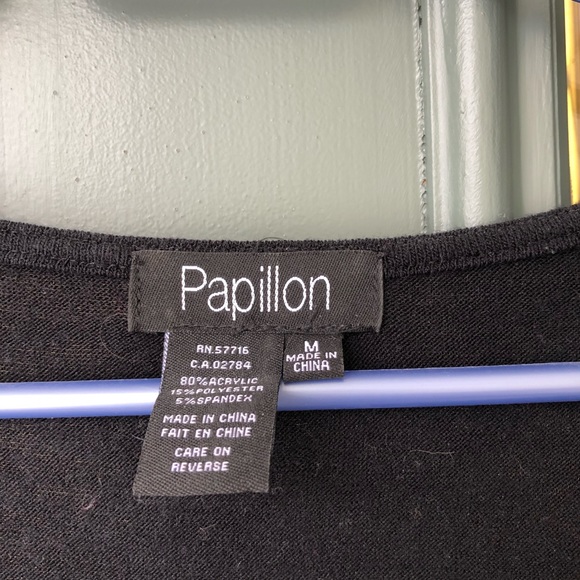 Papillon
RN.57716
C.A.02784
80%ACRYLIC
15%POLYESTER
5%SPANDEX
MADE IN CHINA
FAIT EN CHINE
CARE ON
REVERSE
M
MADE IN
CHINA